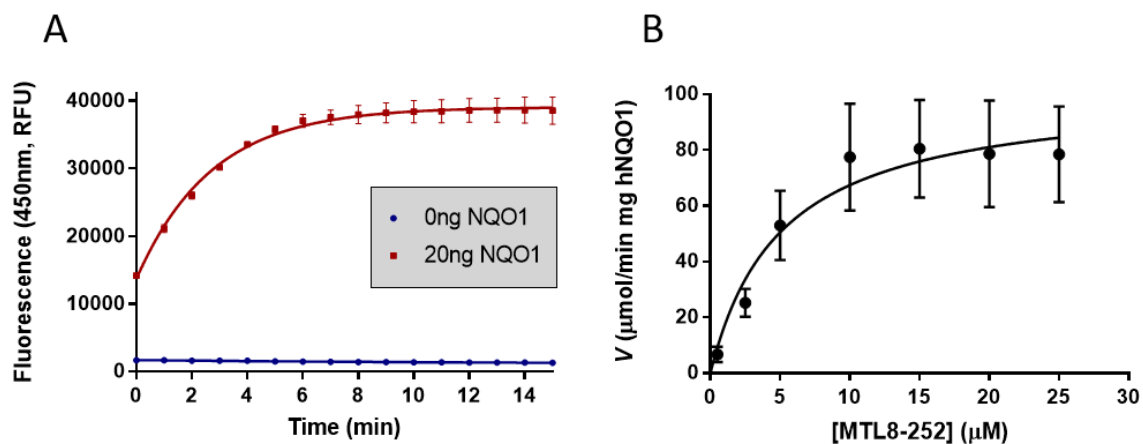 A
Fluorescence (450nm, RFU)
40000
30000
20000
10000
0
0 2 4 6 8 10 12 14
Time (min)
0ng NQO1
20ng NQO1
B
V (μmol/min mg hNQO1)
100
80
60
40
20
0
0 5 10 15 20 25 30
[MTL8-252] (μM)